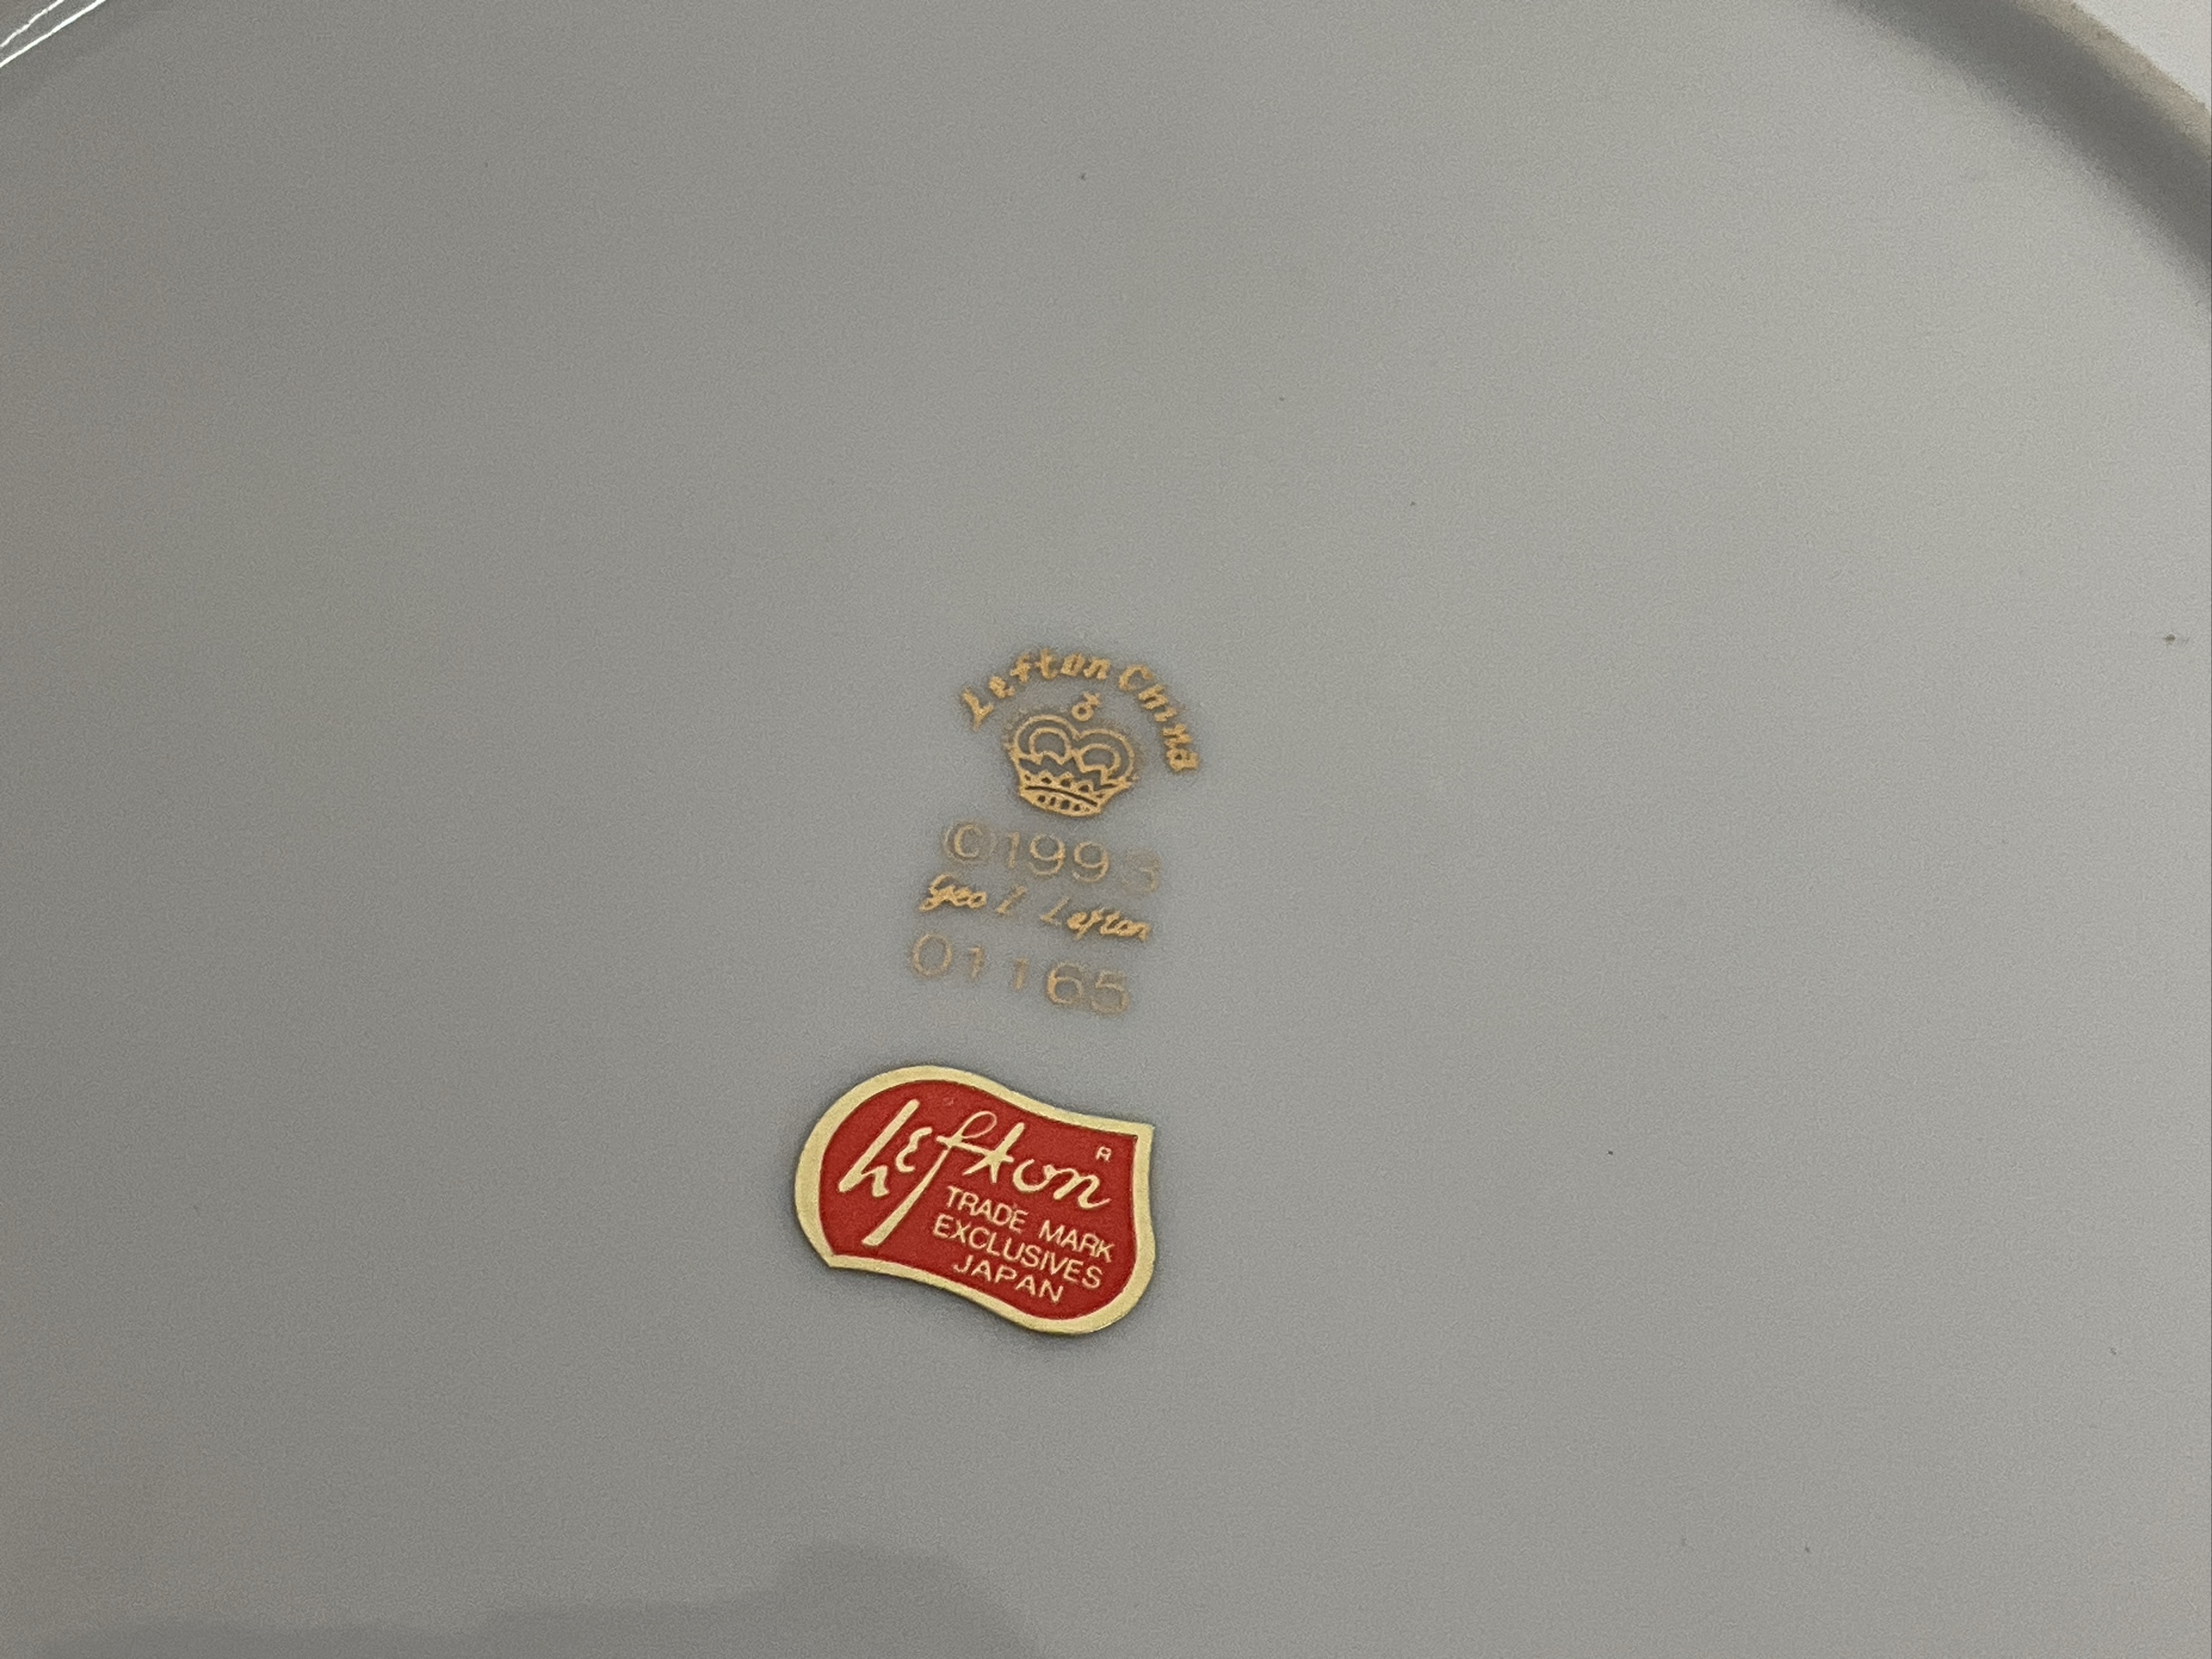 Lefton China
©1993
Geo Z Lefton
01165
Lefton R
TRADE MARK
EXCLUSIVES
JAPAN